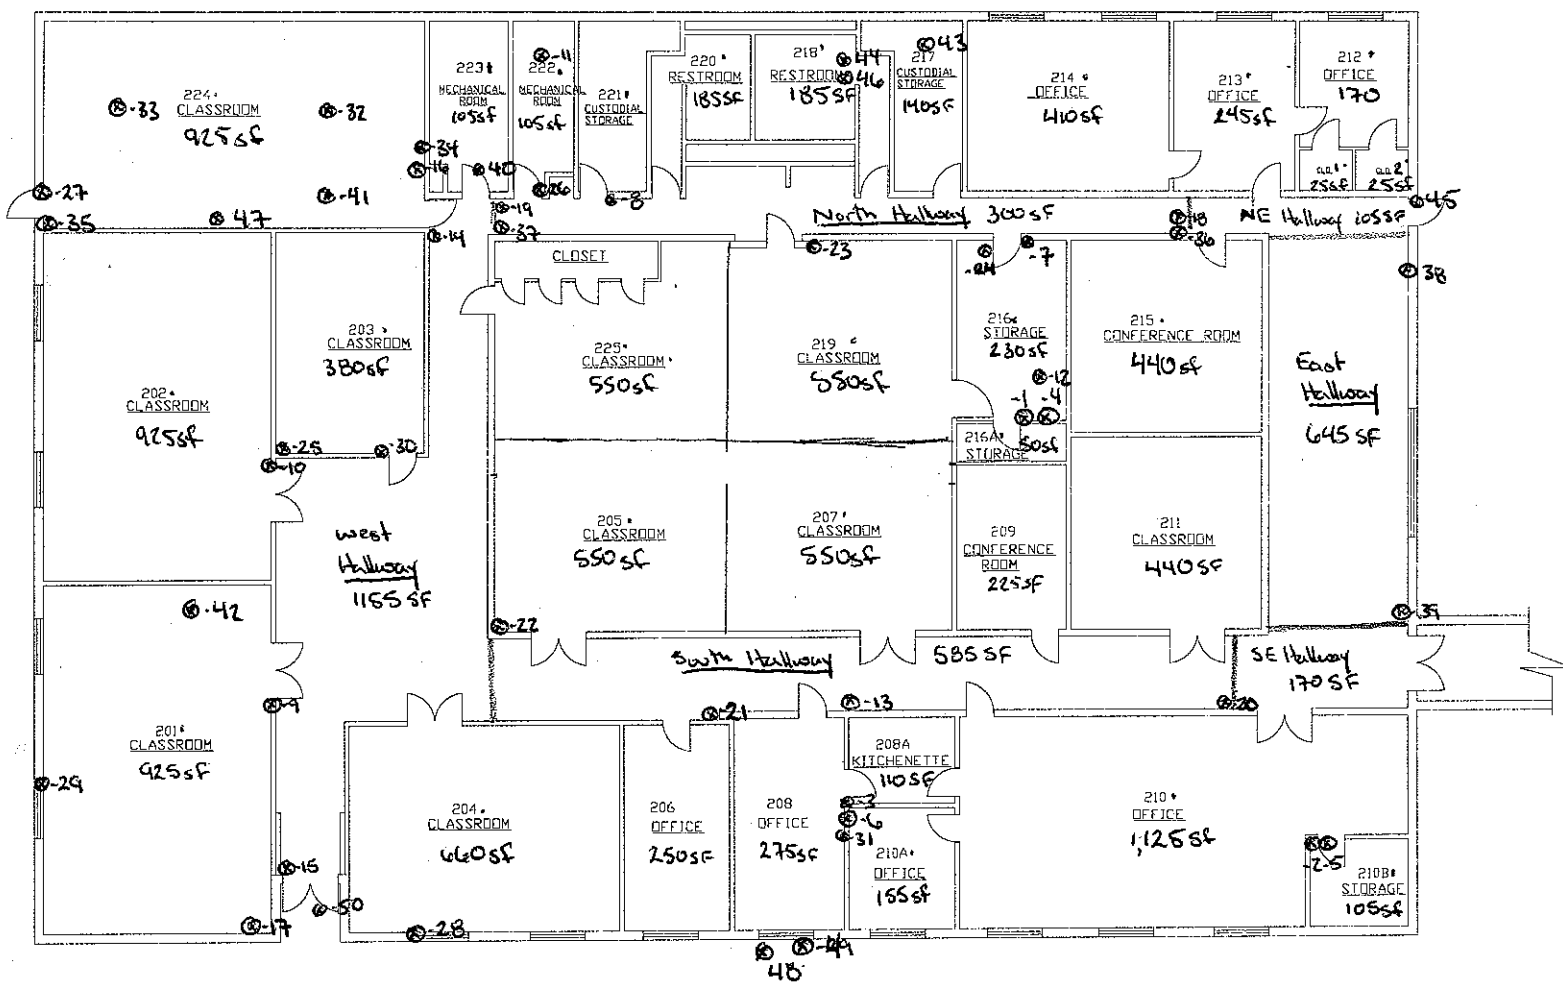 224
CLASSROOM
925sf
-33
-32
-34
-16
-41
-47
-27
-35
-14
223
MECHANICAL
ROOM
105sf
-40
-11
222
MECHANICAL
ROOM
105sf
-26
-19
-37
221
CUSTODIAL
STORAGE
-8
220
RESTROOM
185SF
218
RESTROOM
185SF
-44
-46
-43
217
CUSTODIAL
STORAGE
140sf
214
OFFICE
410sf
213
OFFICE
245sf
212
OFFICE
170
25sf
25sf
-45
North Hallway 300SF
-18
-36
NE Hallway 105SF
-38
CLOSET
-23
-24
-7
203
CLASSROOM
380sf
-25
-30
-10
202
CLASSROOM
925sf
225
CLASSROOM
550sf
219
CLASSROOM
550sf
216
STORAGE
230sf
-12
-1 -4
216A
STORAGE
50sf
215
CONFERENCE ROOM
440sf
East
Hallway
645 SF
West
Hallway
1155 SF
205
CLASSROOM
550sf
207
CLASSROOM
550sf
209
CONFERENCE
ROOM
225sf
211
CLASSROOM
440sf
-39
-42
-22
South Hallway 585 SF
SE Hallway
170 SF
-9
-21
-13
-20
201
CLASSROOM
925sf
-29
-15
-17
-50
204
CLASSROOM
660sf
-28
206
OFFICE
250SF
208
OFFICE
275SF
208A
KITCHENETTE
110SF
-3
-6
-31
210A
OFFICE
155sf
210
OFFICE
1,125sf
-2-5
210B
STORAGE
105sf
-49
48